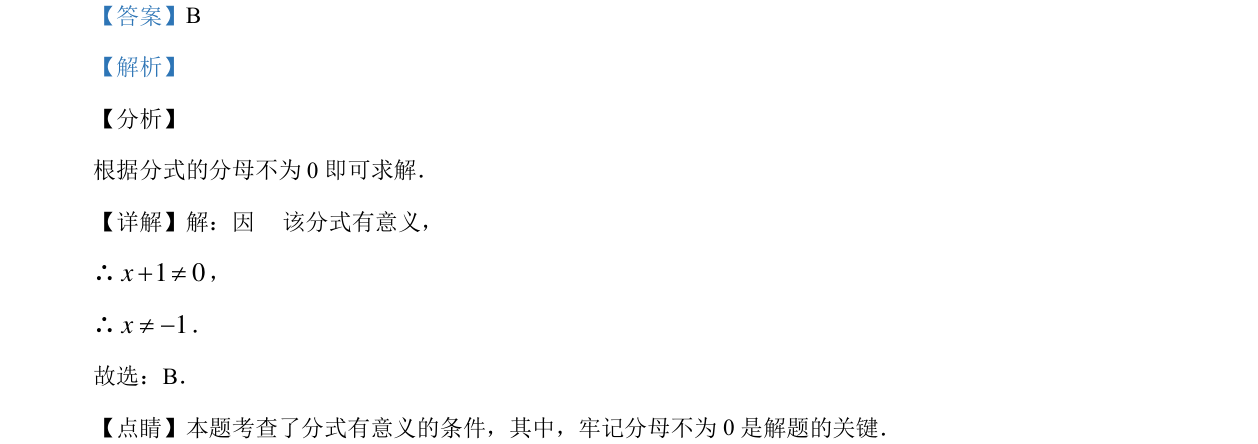 【答案】B
【解析】
【分析】
根据分式的分母不为 0 即可求解．
【详解】解：因 该分式有意义，
∴ x+1≠0，
∴ x≠−1．
故选：B．
【点睛】本题考查了分式有意义的条件，其中，牢记分母不为 0 是解题的关键．